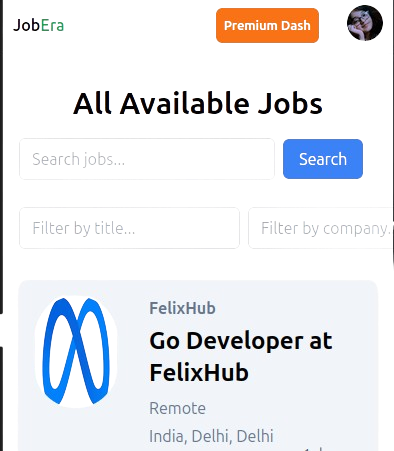 JobEra
Premium Dash
All Available Jobs
Search jobs...
Search
Filter by title...
Filter by company.
FelixHub
Go Developer at
FelixHub
Remote
India, Delhi, Delhi